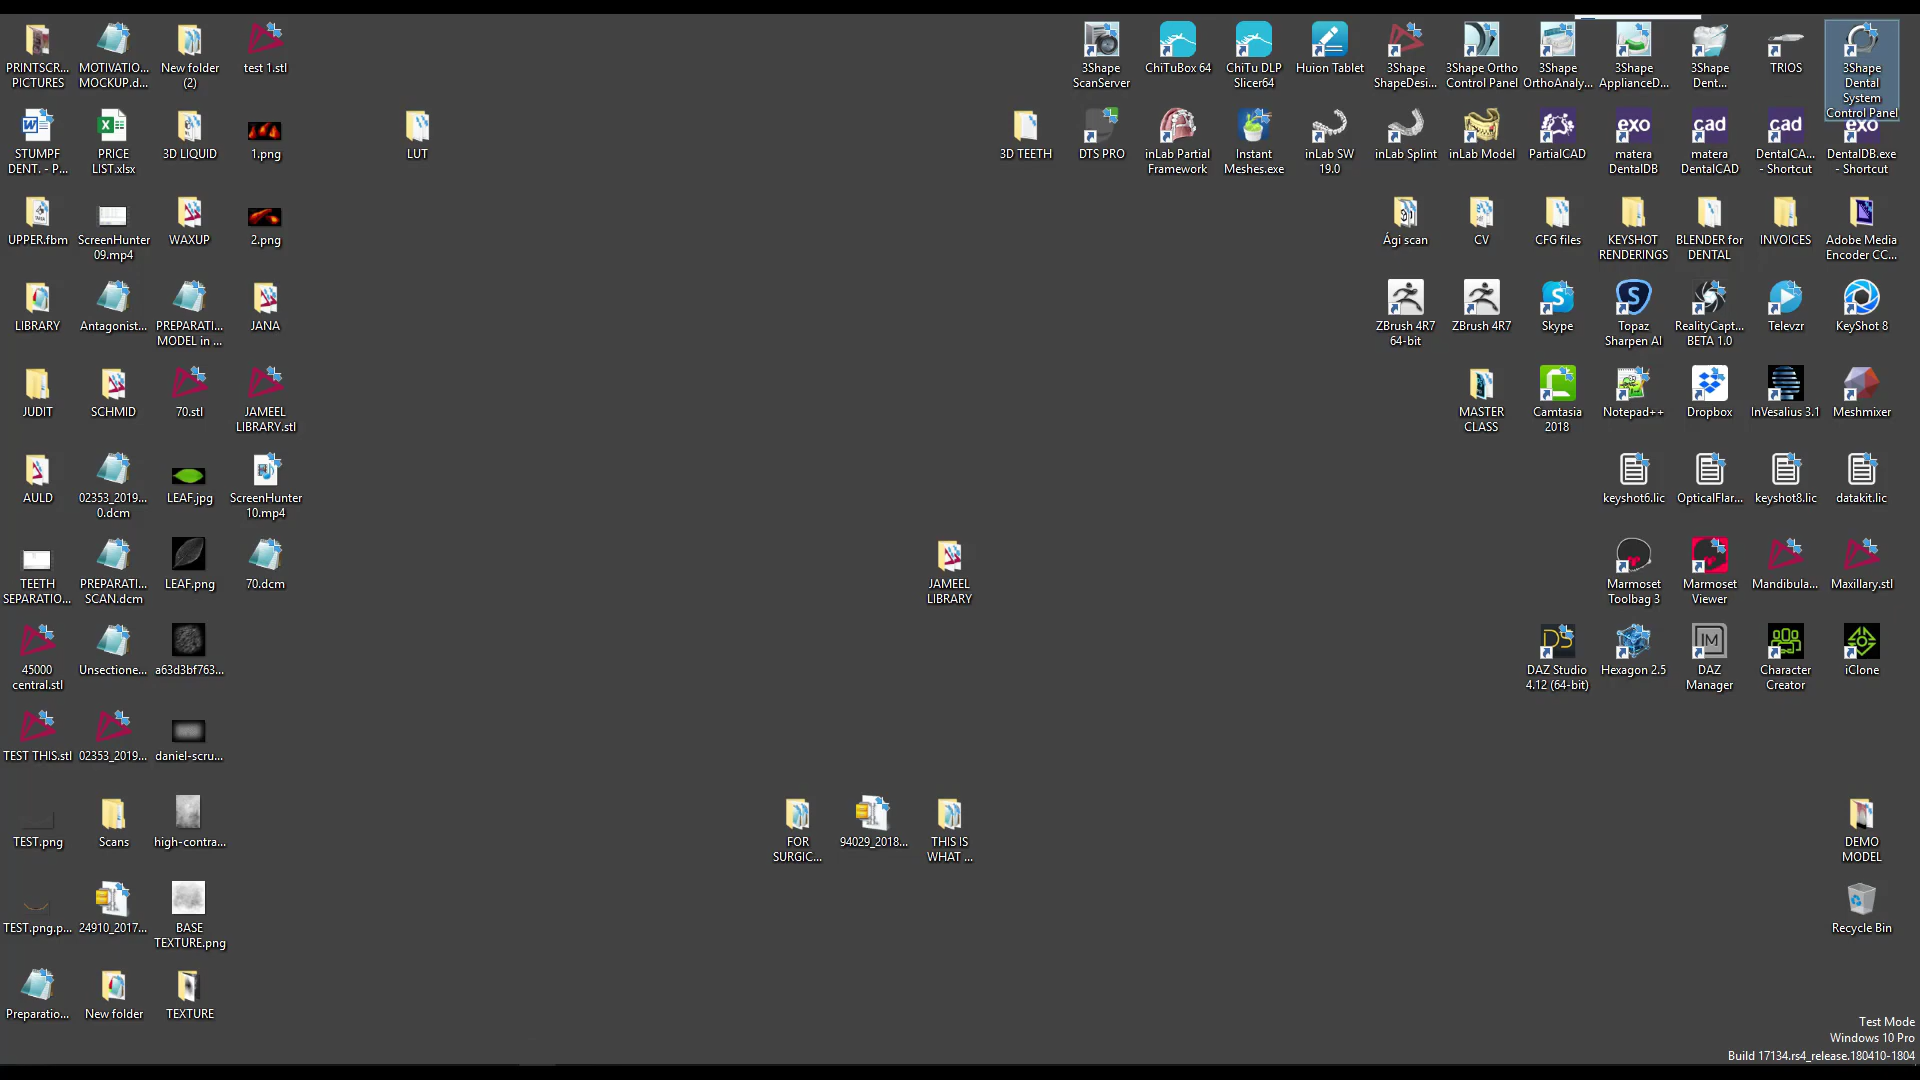 PRINTSCR...
PICTURES
MOTIVATIO...
MOCKUP.d...
New folder
(2)
test 1.stl
3Shape
ScanServer
ChiTuBox 64
ChiTu DLP
Slicer64
Huion Tablet
3Shape
ShapeDesi...
3Shape Ortho
Control Panel
3Shape
OrthoAnaly...
3Shape
ApplianceD...
3Shape
Dent...
TRIOS
3Shape
Dental
System
Control Panel
STUMPF
DENT. - P...
PRICE
LIST.xlsx
3D LIQUID
1.png
LUT
3D TEETH
DTS PRO
inLab Partial
Framework
Instant
Meshes.exe
inLab SW
19.0
inLab Splint
inLab Model
PartialCAD
exo
matera
DentalDB
cad
matera
DentalCAD
cad
DentalCA...
- Shortcut
exo
DentalDB.exe
- Shortcut
UPPER.fbm
ScreenHunter
09.mp4
WAXUP
2.png
Ági scan
CV
CFG files
KEYSHOT
RENDERINGS
BLENDER for
DENTAL
INVOICES
Adobe Media
Encoder CC...
LIBRARY
Antagonist...
PREPARATI...
MODEL in ...
JANA
ZBrush 4R7
64-bit
ZBrush 4R7
Skype
Topaz
Sharpen AI
RealityCapt...
BETA 1.0
Televzr
KeyShot 8
JUDIT
SCHMID
70.stl
JAMEEL
LIBRARY.stl
MASTER
CLASS
Camtasia
2018
Notepad++
Dropbox
InVesalius 3.1
Meshmixer
AULD
02353_2019...
0.dcm
LEAF.jpg
ScreenHunter
10.mp4
keyshot6.lic
OpticalFlar...
keyshot8.lic
datakit.lic
TEETH
SEPARATIO...
PREPARATI...
SCAN.dcm
LEAF.png
70.dcm
JAMEEL
LIBRARY
Marmoset
Toolbag 3
Marmoset
Viewer
Mandibula...
Maxillary.stl
45000
central.stl
Unsectione...
a63d3bf763...
DS
DAZ Studio
4.12 (64-bit)
Hexagon 2.5
IM
DAZ
Manager
Character
Creator
iClone
TEST THIS.stl
02353_2019...
daniel-scru...
TEST.png
Scans
high-contra...
FOR
SURGIC...
94029_2018...
THIS IS
WHAT ...
DEMO
MODEL
TEST.png.p...
24910_2017...
BASE
TEXTURE.png
Recycle Bin
Preparatio...
New folder
TEXTURE
Test Mode
Windows 10 Pro
Build 17134.rs4_release.180410-1804